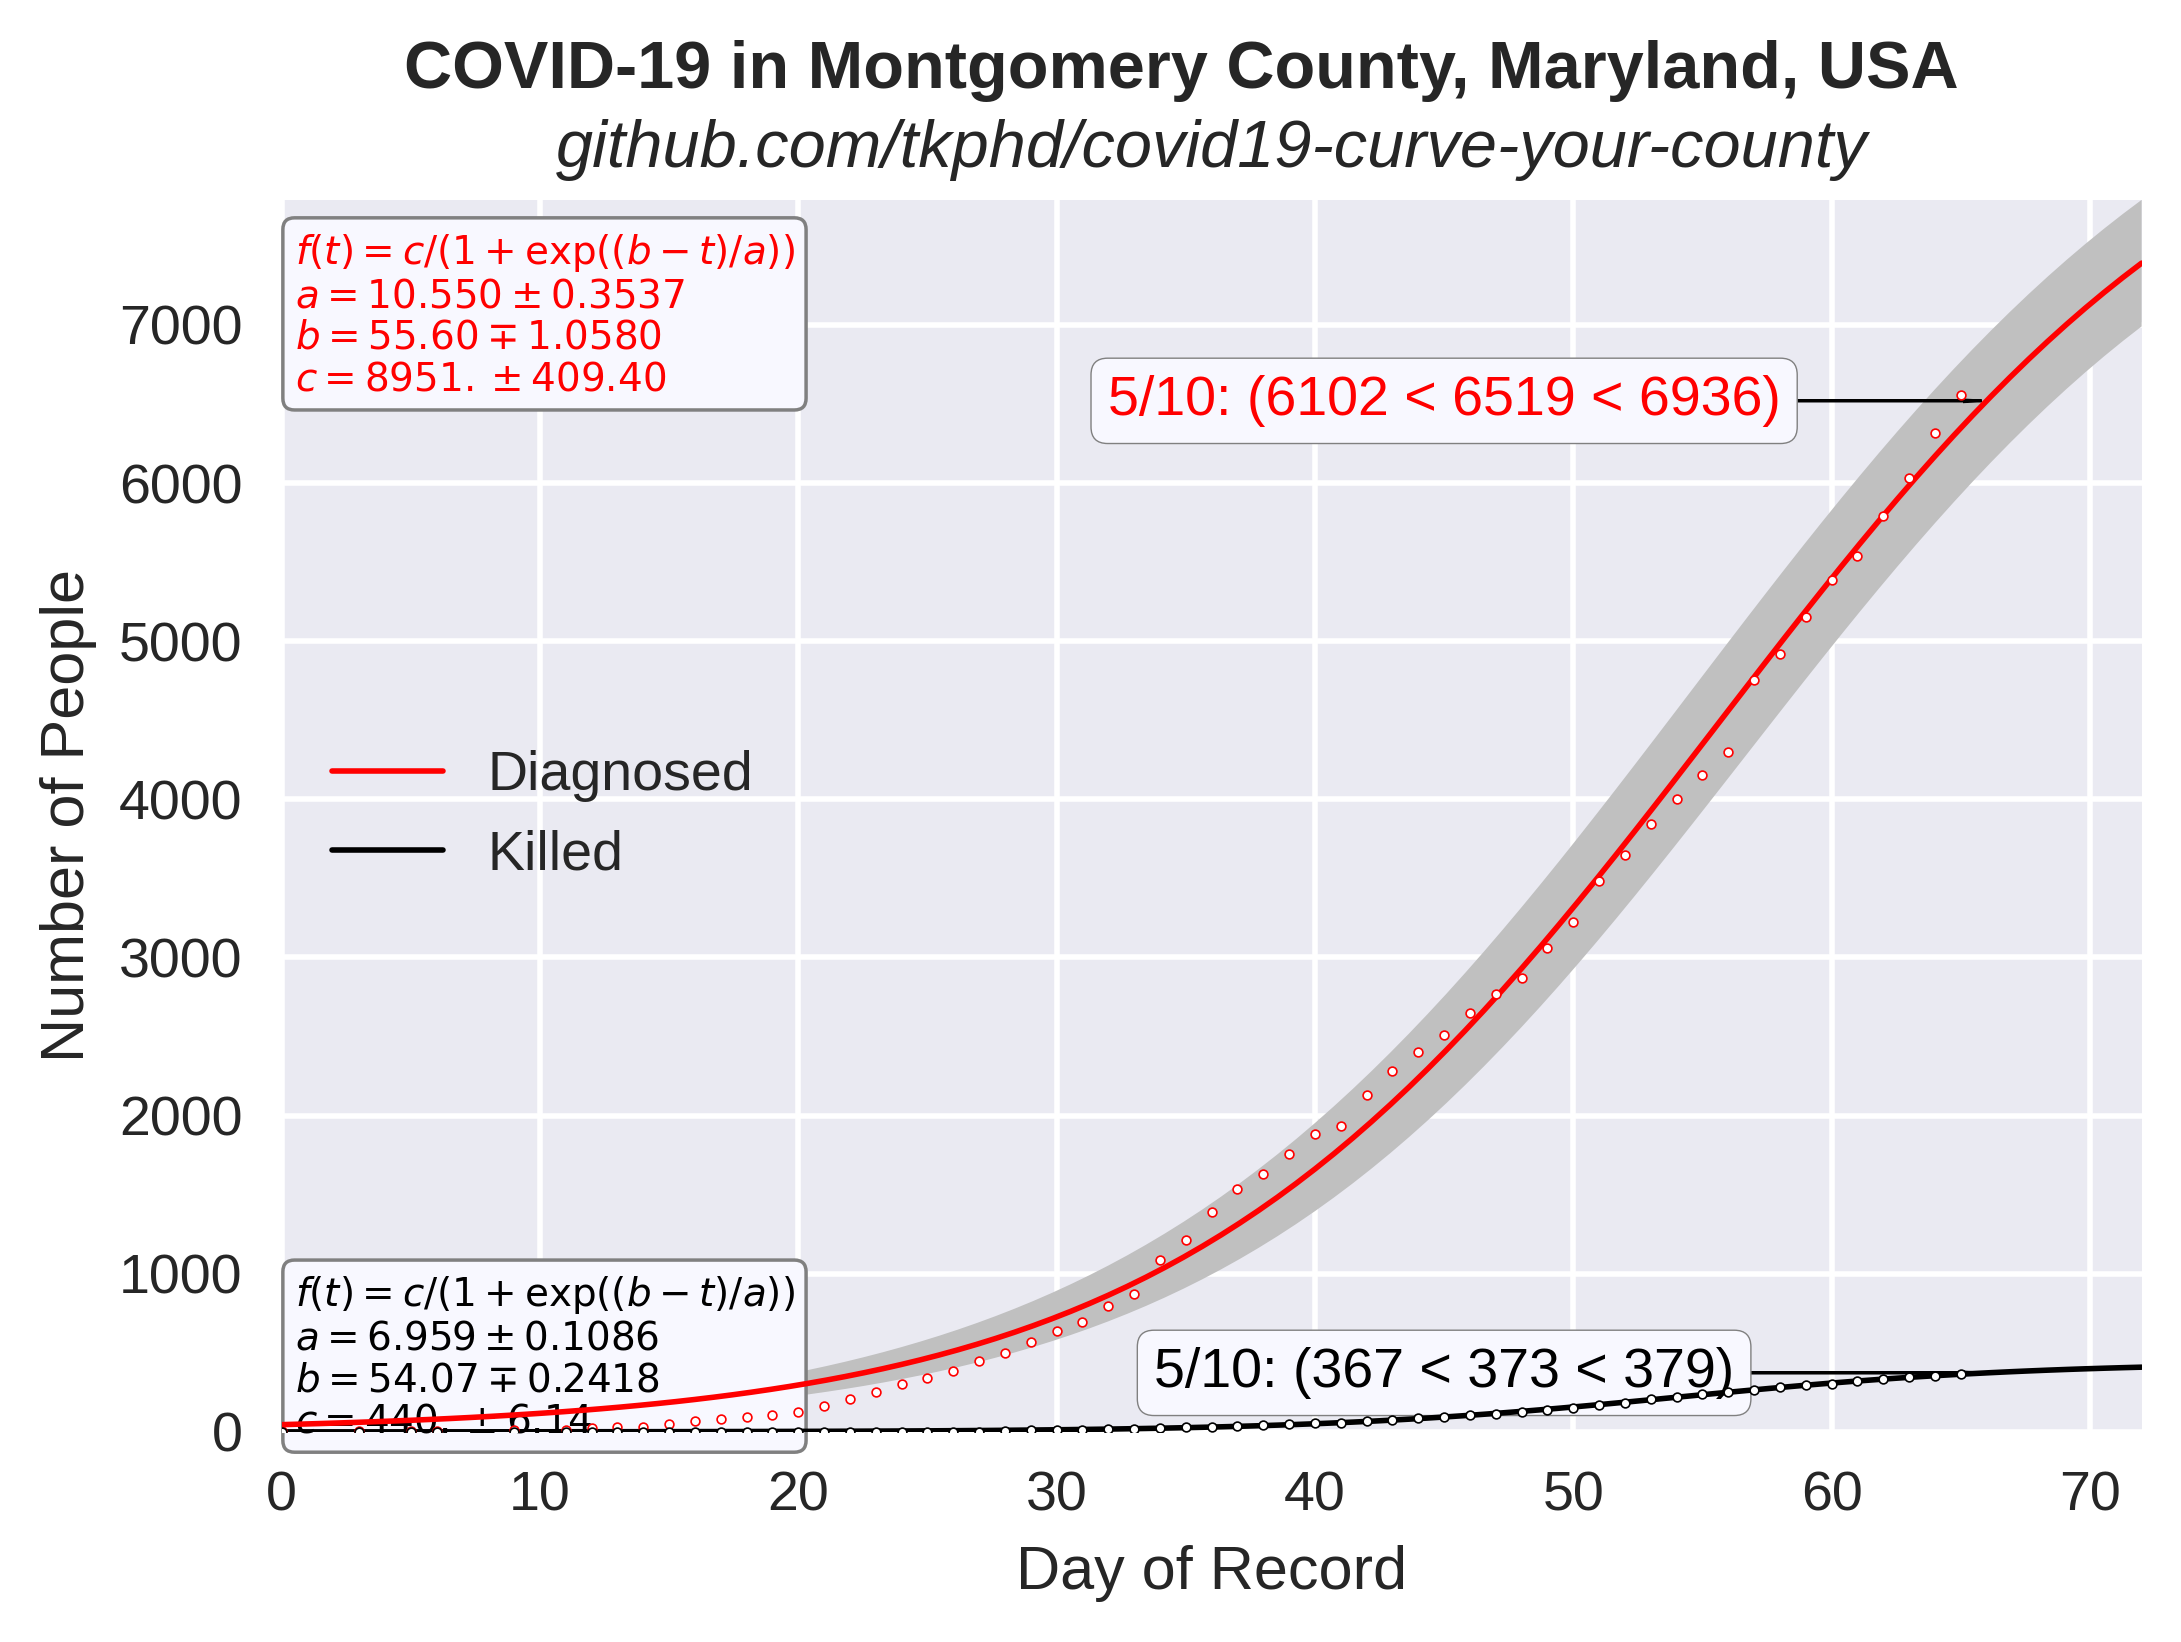 COVID-19 in Montgomery County, Maryland, USA
github.com/tkphd/covid19-curve-your-county
f(t) = c/(1 + exp((b − t)/a))
a = 10.550 ± 0.3537
b = 55.60 ∓ 1.0580
c = 8951. ± 409.40
5/10: (6102 < 6519 < 6936)
Diagnosed
Killed
f(t) = c/(1 + exp((b − t)/a))
a = 6.959 ± 0.1086
b = 54.07 ∓ 0.2418
c = 440. ± 6.14
5/10: (367 < 373 < 379)
Number of People
7000
6000
5000
4000
3000
2000
1000
0
0 10 20 30 40 50 60 70
Day of Record